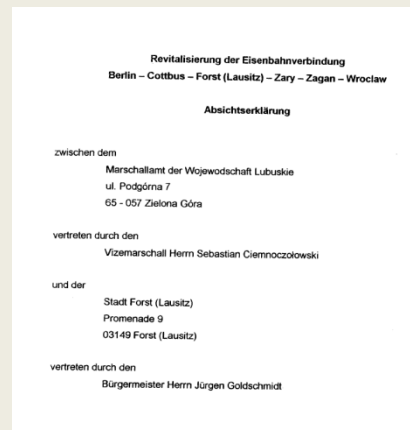 Revitalisierung der Eisenbahnverbindung
Berlin – Cottbus – Forst (Lausitz) – Zary – Zagan – Wroclaw
Absichtserklärung
zwischen dem
Marschallamt der Wojewodschaft Lubuskie
ul. Podgórna 7
65 - 057 Zielona Góra
vertreten durch den
Vizemarschall Herrn Sebastian Ciemnoczołowski
und der
Stadt Forst (Lausitz)
Promenade 9
03149 Forst (Lausitz)
vertreten durch den
Bürgermeister Herrn Jürgen Goldschmidt